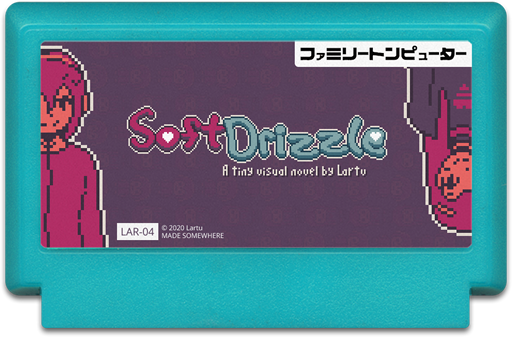 ファミリートンピューター
Soft Drizzle
A tiny visual novel by Lartu
LAR-04
© 2020 Lartu
MADE SOMEWHERE